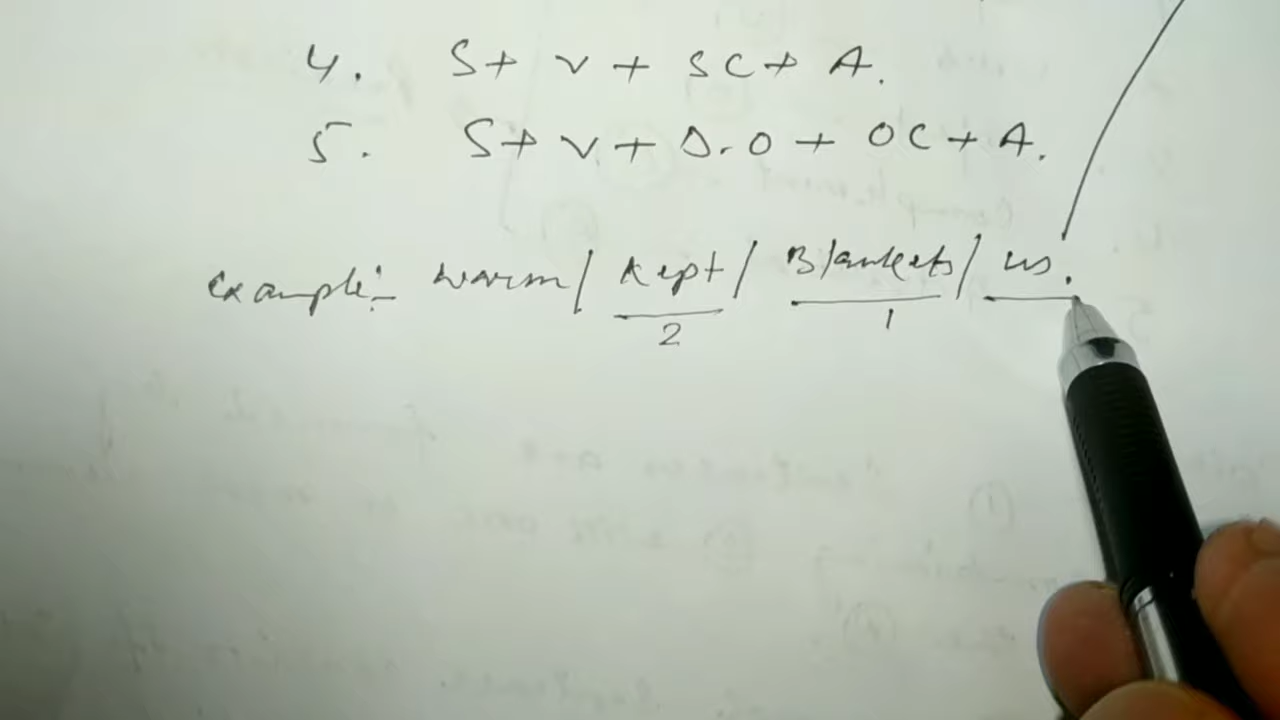 4. S + V + SC + A.
5. S + V + D.O + OC + A.
Example:- warm / kept / Blankets / us.
2 1